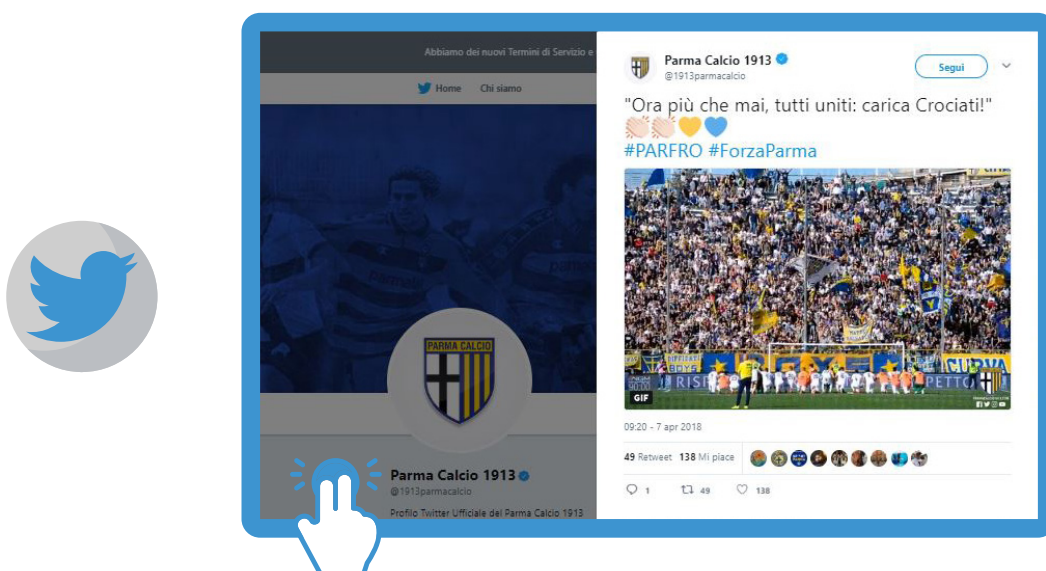 Abbiamo dei nuovi Termini di Servizio e
Home Chi siamo
PARMA CALCIO
Parma Calcio 1913
@1913parmacalcio
Profilo Twitter Ufficiale del Parma Calcio 1913
Parma Calcio 1913
@1913parmacalcio
Segui
"Ora più che mai, tutti uniti: carica Crociati!"
#PARFRO #ForzaParma
BOYS
CURVA
GIF
09:20 - 7 apr 2018
49 Retweet 138 Mi piace
1 49 138